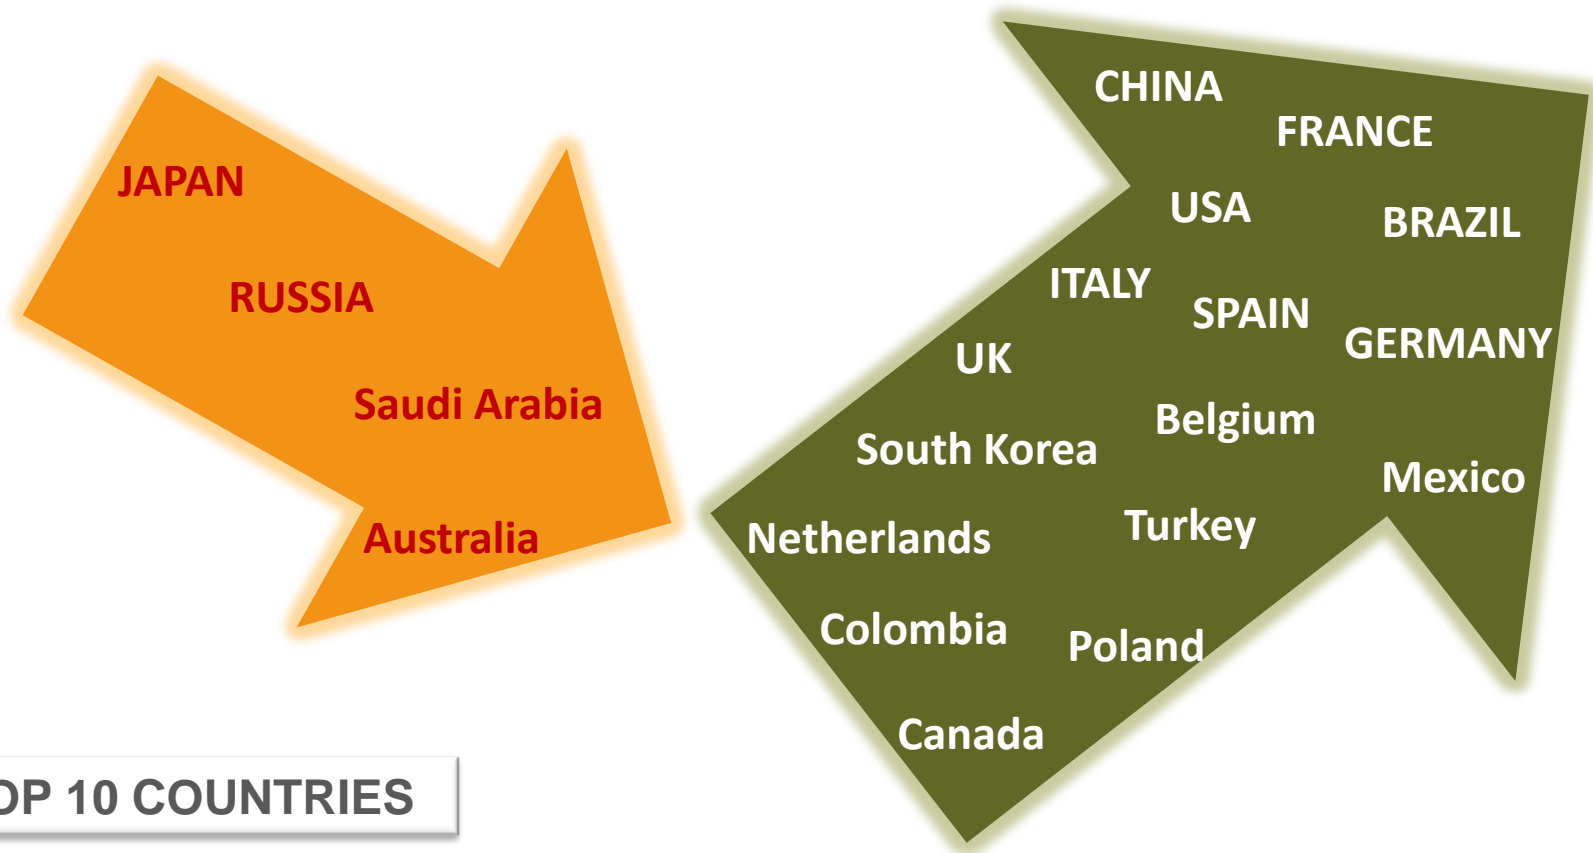 JAPAN
RUSSIA
Saudi Arabia
Australia
CHINA
FRANCE
USA
BRAZIL
ITALY
SPAIN
UK
GERMANY
Belgium
South Korea
Mexico
Netherlands
Turkey
Colombia
Poland
Canada
OP 10 COUNTRIES